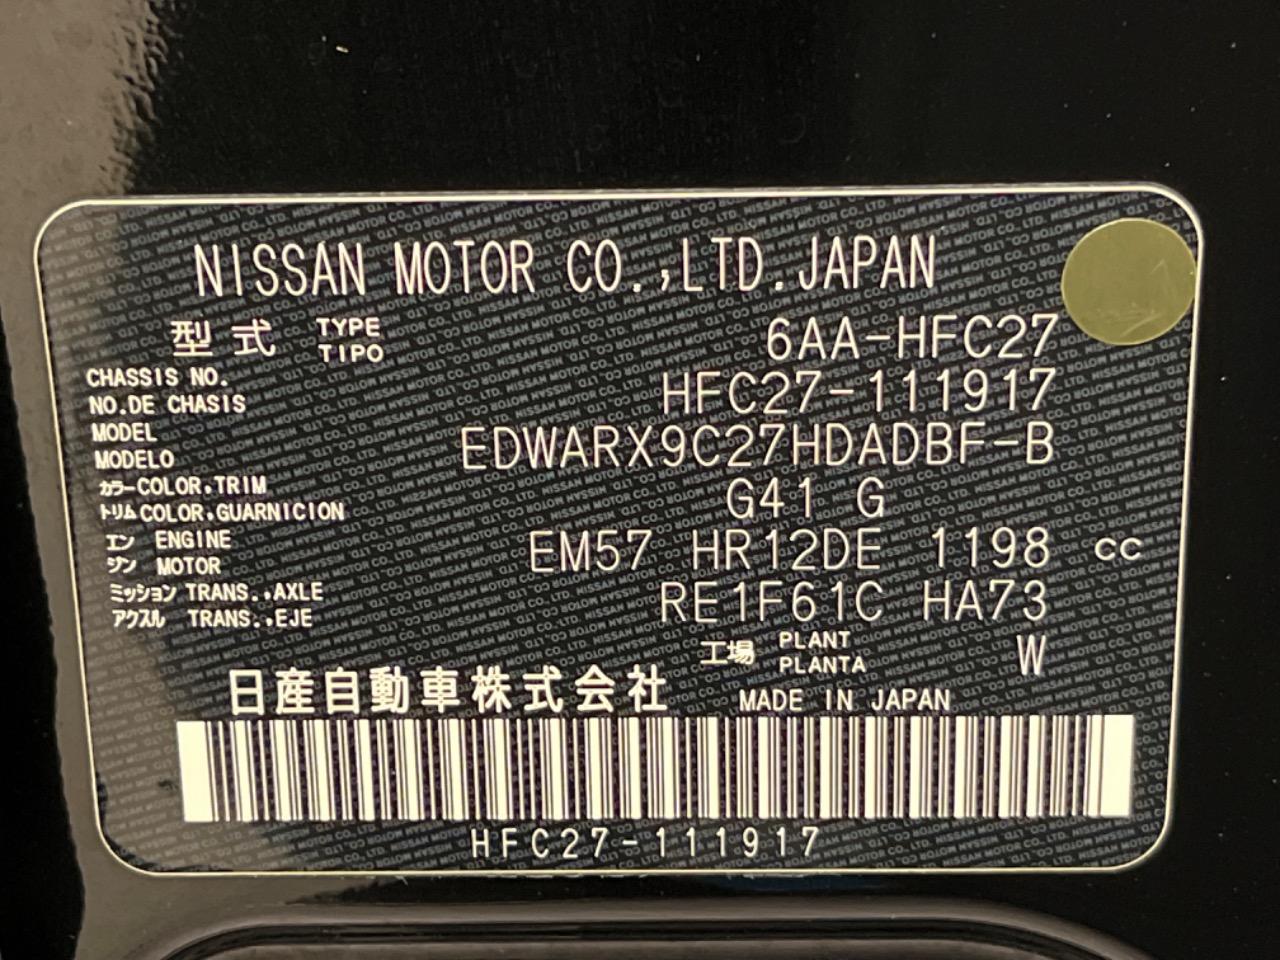 NISSAN MOTOR CO.,LTD.JAPAN
型式 TYPE TIPO 6AA-HFC27
CHASSIS NO.
NO.DE CHASIS HFC27-111917
MODEL
MODELO EDWARX9C27HDADBF-B
カラー COLOR.TRIM
トリム COLOR.GUARNICION G41 G
エン ENGINE
ジン MOTOR EM57 HR12DE 1198 CC
ミッション TRANS..AXLE
アクスル TRANS..EJE RE1F61C HA73
工場 PLANT PLANTA W
日産自動車株式会社 MADE IN JAPAN
HFC27-111917